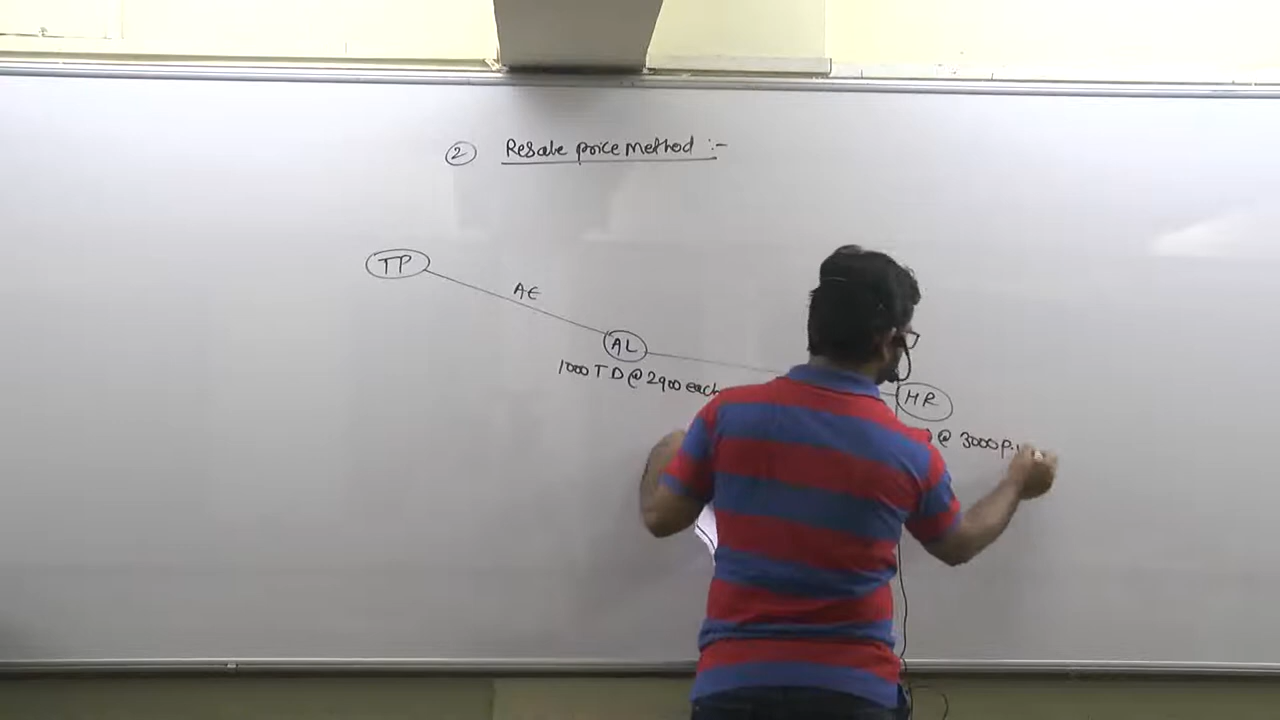 ② Resale price method :-
TP
AE
AL
1000 TD @ 2900 each
MR
@ 3000 P.